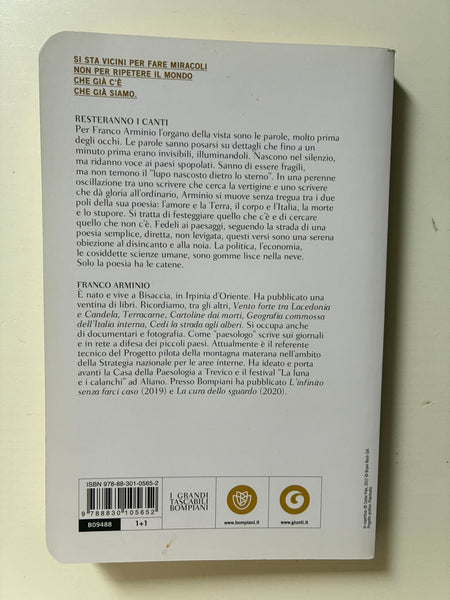 SI STA VICINI PER FARE MIRACOLI
NON PER RIPETERE IL MONDO
CHE GIÀ C'È
CHE GIÀ SIAMO.
RESTERANNO I CANTI
Per Franco Arminio l'organo della vista sono le parole, molto prima
degli occhi. Le parole sanno posarsi su dettagli che fino a un
minuto prima erano invisibili, illuminandoli. Nascono nel silenzio,
ma ridanno voce ai paesi spopolati. Sanno di essere fragili,
ma non temono il "lupo nascosto dietro lo sterno". In una perenne
oscillazione tra uno scrivere che cerca la vertigine e uno scrivere
che dà gloria all'ordinario, Arminio si muove senza tregua tra i due
poli della sua poesia: l'amore e la Terra, il corpo e l'Italia, la morte
e lo stupore. Si tratta di festeggiare quello che c'è e di cercare
quello che non c'è. Fedeli ai paesaggi, seguendo la strada di una
poesia semplice, diretta, non levigata, questi versi sono una serena
obiezione al disincanto e alla noia. La politica, l'economia,
le cosiddette scienze umane, sono gomme lisce nella neve.
Solo la poesia ha le catene.
FRANCO ARMINIO
È nato e vive a Bisaccia, in Irpinia d'Oriente. Ha pubblicato una
ventina di libri. Ricordiamo, tra gli altri, Vento forte tra Lacedonia
e Candela, Terracarne, Cartoline dai morti, Geografia commossa
dell'Italia interna, Cedi la strada agli alberi. Si occupa anche
di documentari e fotografia. Come "paesologo" scrive sui giornali
e in rete a difesa dei piccoli paesi. Attualmente è il referente
tecnico del Progetto pilota della montagna materana nell'ambito
della Strategia nazionale per le aree interne. Ha ideato e porta
avanti la Casa della Paesologia a Trevico e il festival "La luna
e i calanchi" ad Aliano. Presso Bompiani ha pubblicato L'infinito
senza farci caso (2019) e La cura dello sguardo (2020).
ISBN 978-88-301-0565-2
9 788830 105652
B09488 1+1
I GRANDI
TASCABILI
BOMPIANI
www.bompiani.it
www.giunti.it